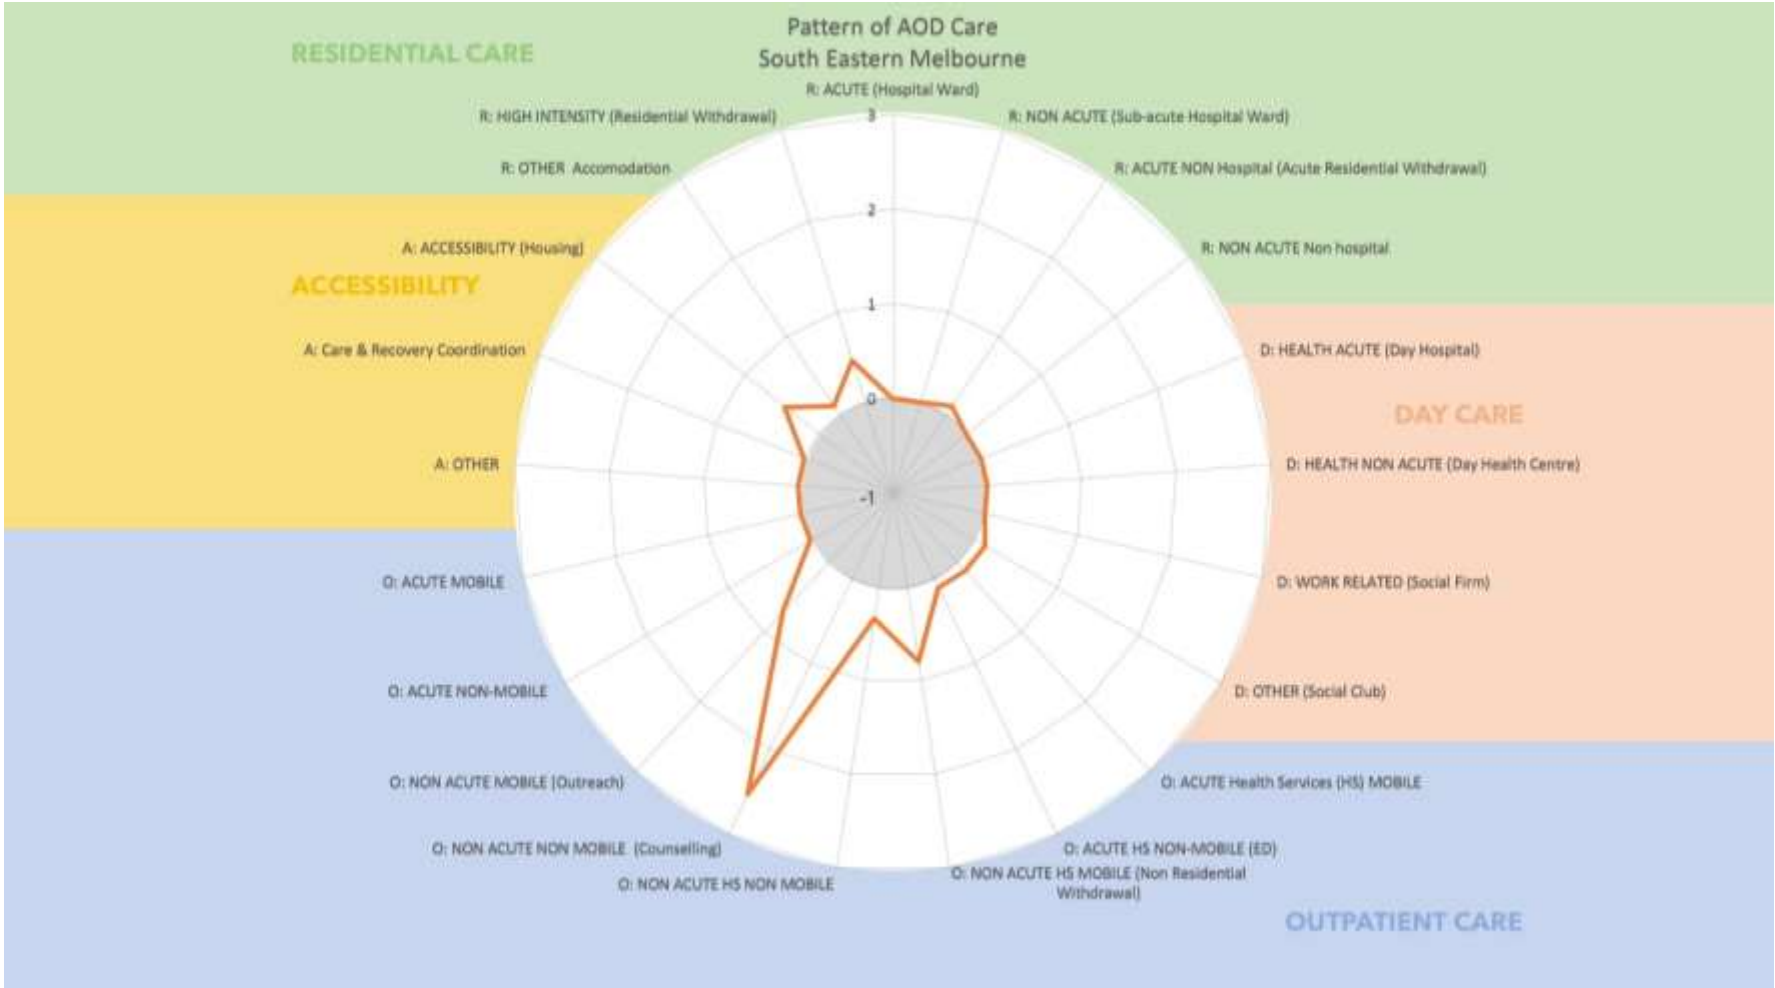 Pattern of AOD Care
South Eastern Melbourne
RESIDENTIAL CARE
R: ACUTE (Hospital Ward)
R: HIGH INTENSITY (Residential Withdrawal)
3
R: NON ACUTE (Sub-acute Hospital Ward)
R: OTHER Accomodation
R: ACUTE NON Hospital (Acute Residential Withdrawal)
2
A: ACCESSIBILITY (Housing)
R: NON ACUTE Non hospital
ACCESSIBILITY
1
A: Care & Recovery Coordination
D: HEALTH ACUTE (Day Hospital)
0
DAY CARE
A: OTHER
D: HEALTH NON ACUTE (Day Health Centre)
-1
O: ACUTE MOBILE
D: WORK RELATED (Social Firm)
O: ACUTE NON-MOBILE
D: OTHER (Social Club)
O: NON ACUTE MOBILE (Outreach)
O: ACUTE Health Services (HS) MOBILE
O: NON ACUTE NON MOBILE (Counselling)
O: ACUTE HS NON-MOBILE (ED)
O: NON ACUTE HS NON MOBILE
O: NON ACUTE HS MOBILE (Non Residential
Withdrawal)
OUTPATIENT CARE